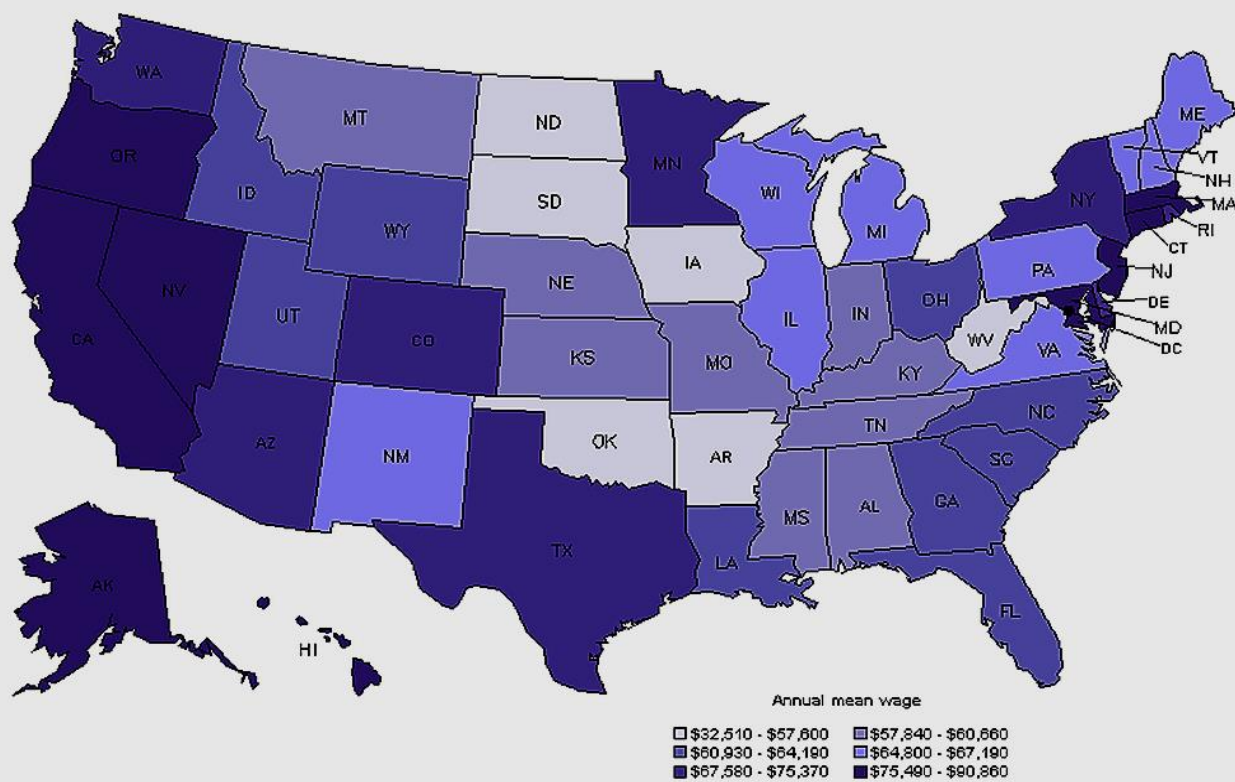 WA
MT
ND
ME
OR
MN
VT
ID
SD
WI
NH
WY
MI
NY
MA
RI
CT
IA
PA
NJ
NE
NV
UT
IL
IN
OH
DE
MD
DC
CA
CO
WV
VA
KS
MO
KY
NC
TN
AZ
NM
OK
AR
SC
MS
AL
GA
TX
LA
AK
FL
HI
Annual mean wage
$32,510 - $57,600 $57,840 - $60,660
$60,930 - $64,190 $64,800 - $67,190
$67,580 - $75,370 $75,490 - $90,860